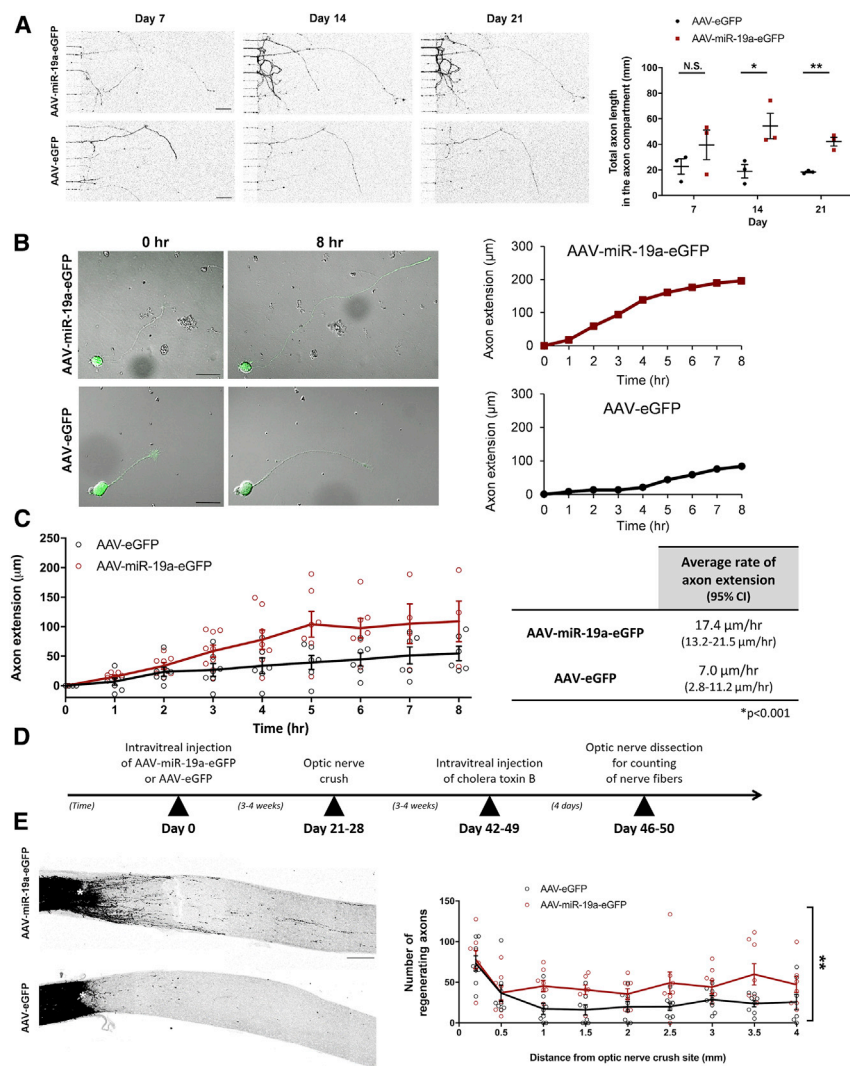 A
Day 7
Day 14
Day 21
AAV-miR-19a-eGFP
AAV-eGFP
AAV-eGFP
AAV-miR-19a-eGFP
N.S.
*
**
Total axon length
in the axon compartment (mm)
100
80
60
40
20
0
7
14
21
Day
B
0 hr
8 hr
AAV-miR-19a-eGFP
AAV-eGFP
AAV-miR-19a-eGFP
Axon extension (µm)
300
200
100
0
0 1 2 3 4 5 6 7 8
Time (hr)
AAV-eGFP
Axon extension (µm)
300
200
100
0
0 1 2 3 4 5 6 7 8
Time (hr)
C
AAV-eGFP
AAV-miR-19a-eGFP
Axon extension (µm)
250
200
150
100
50
0
0 1 2 3 4 5 6 7 8
Time (hr)
Average rate of
axon extension
(95% CI)
AAV-miR-19a-eGFP
17.4 µm/hr
(13.2-21.5 µm/hr)
AAV-eGFP
7.0 µm/hr
(2.8-11.2 µm/hr)
*p<0.001
D
Intravitreal injection
of AAV-miR-19a-eGFP
or AAV-eGFP
Optic nerve
crush
Intravitreal injection
of cholera toxin B
Optic nerve dissection
for counting
of nerve fibers
(Time)
(3-4 weeks)
(3-4 weeks)
(4 days)
Day 0
Day 21-28
Day 42-49
Day 46-50
E
AAV-miR-19a-eGFP
*
AAV-eGFP
*
AAV-eGFP
AAV-miR-19a-eGFP
Number of
regenerating axons
150
100
50
0
0 0.5 1 1.5 2 2.5 3 3.5 4
Distance from optic nerve crush site (mm)
**